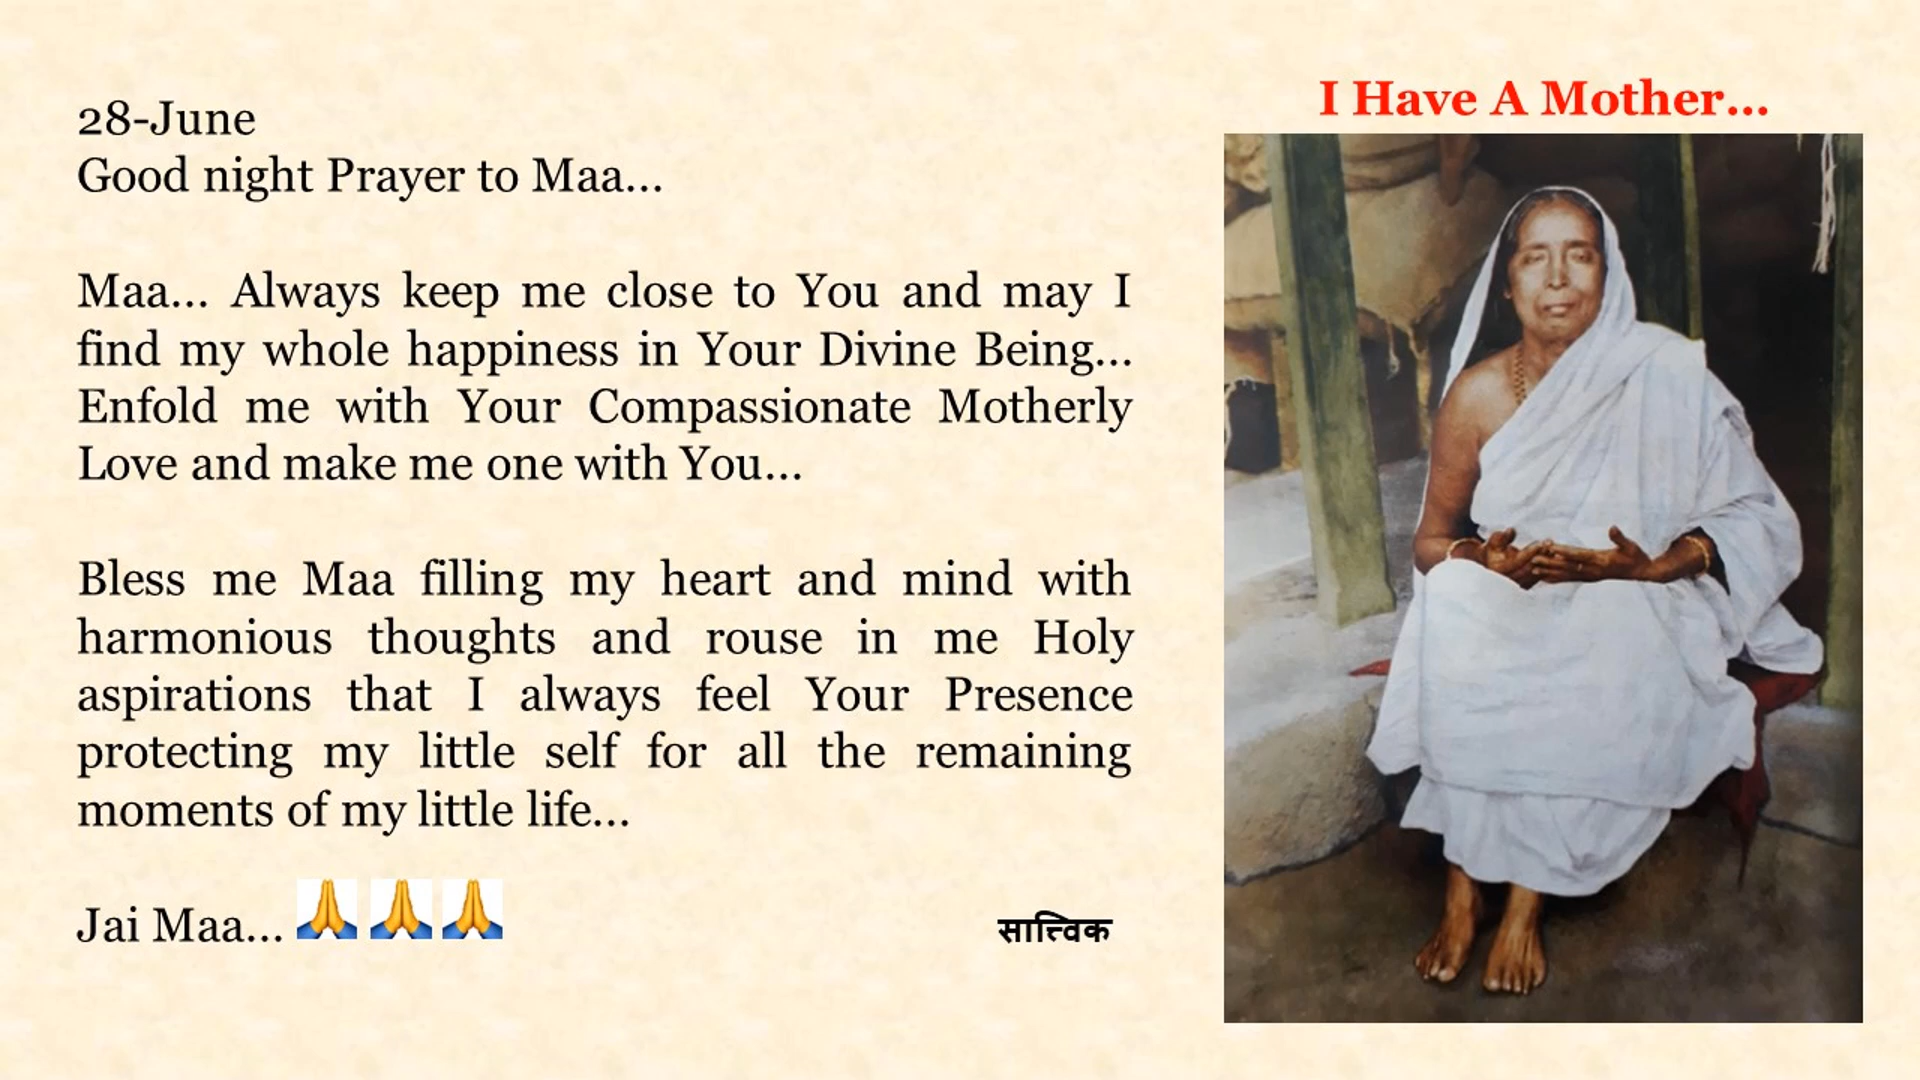 28-June
Good night Prayer to Maa...
Maa... Always keep me close to You and may I
find my whole happiness in Your Divine Being...
Enfold me with Your Compassionate Motherly
Love and make me one with You...
Bless me Maa filling my heart and mind with
harmonious thoughts and rouse in me Holy
aspirations that I always feel Your Presence
protecting my little self for all the remaining
moments of my little life...
Jai Maa... 🙏 🙏 🙏
सात्त्विक
I Have A Mother...